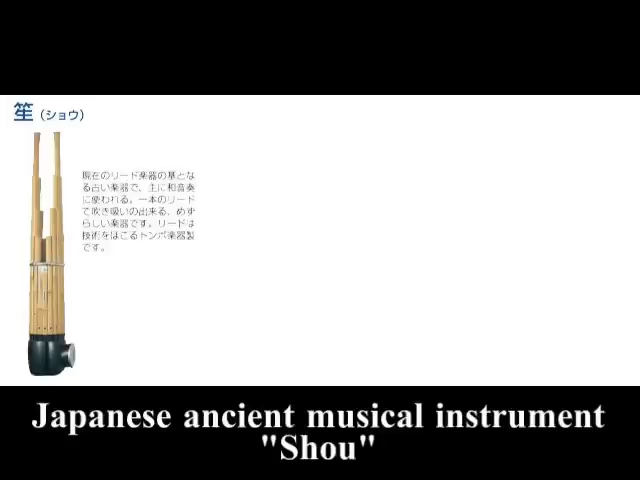 笙（ショウ）
現在のリード楽器の基とな
る古い楽器で、主に和音奏
に使われる。一本のリード
で吹き吸いの出来る、めず
らしい楽器です。リードは
技術をほこるトンボ楽器製
です。
Japanese ancient musical instrument
"Shou"